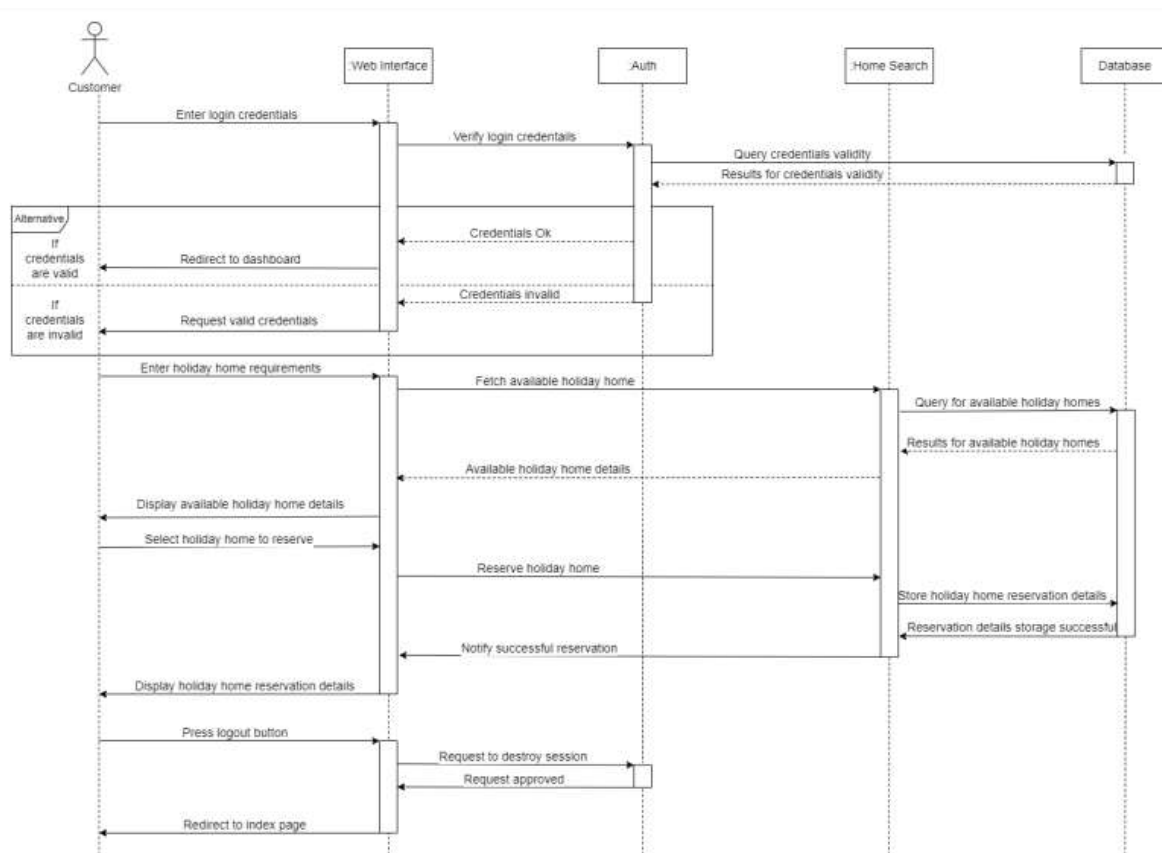 Customer
:Web Interface
:Auth
:Home Search
Database
Enter login credentials
Verify login credentails
Query credentials validity
Results for credentials validity
Alternative
If
credentials
are valid
Credentials Ok
Redirect to dashboard
Credentials invalid
If
credentials
are invalid
Request valid credentials
Enter holiday home requirements
Fetch available holiday home
Query for available holiday homes
Results for available holiday homes
Available holiday home details
Display available holiday home details
Select holiday home to reserve
Reserve holiday home
Store holiday home reservation details
Reservation details storage successful
Notify successful reservation
Display holiday home reservation details
Press logout button
Request to destroy session
Request approved
Redirect to index page